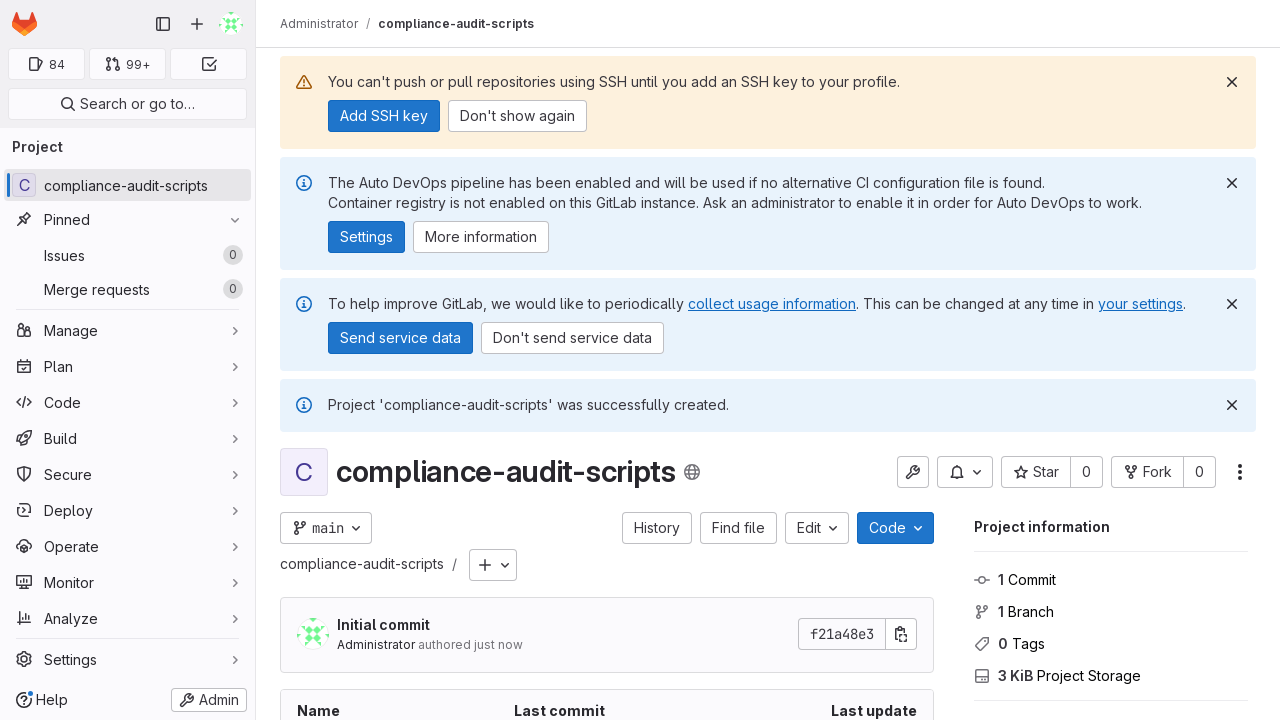 Administrator / compliance-audit-scripts
84 99+
Search or go to…
Project
C compliance-audit-scripts
Pinned
Issues 0
Merge requests 0
Manage
Plan
Code
Build
Secure
Deploy
Operate
Monitor
Analyze
Settings
Help Admin
You can't push or pull repositories using SSH until you add an SSH key to your profile.
Add SSH key Don't show again
The Auto DevOps pipeline has been enabled and will be used if no alternative CI configuration file is found.
Container registry is not enabled on this GitLab instance. Ask an administrator to enable it in order for Auto DevOps to work.
Settings More information
To help improve GitLab, we would like to periodically collect usage information. This can be changed at any time in your settings.
Send service data Don't send service data
Project 'compliance-audit-scripts' was successfully created.
C compliance-audit-scripts
Star 0 Fork 0
main History Find file Edit Code
compliance-audit-scripts /
Initial commit
Administrator authored just now
f21a48e3
Name Last commit Last update
Project information
1 Commit
1 Branch
0 Tags
3 KiB Project Storage